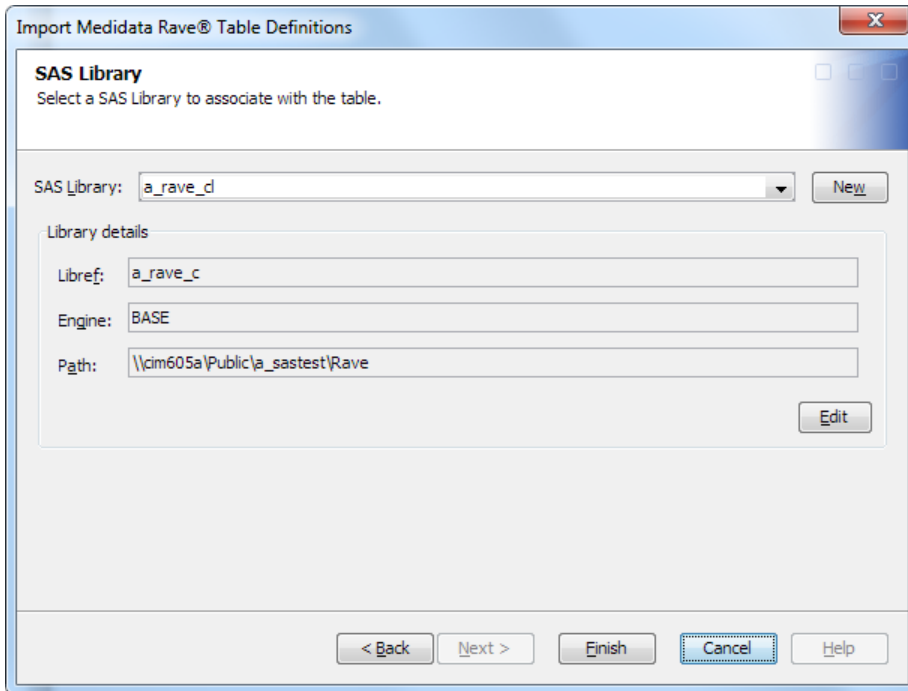 Import Medidata Rave® Table Definitions
SAS Library
Select a SAS Library to associate with the table.
SAS Library: a_rave_cl New
Library details
Libref: a_rave_c
Engine: BASE
Path: \\cim605a\Public\a_sastest\Rave
Edit
< Back Next > Finish Cancel Help